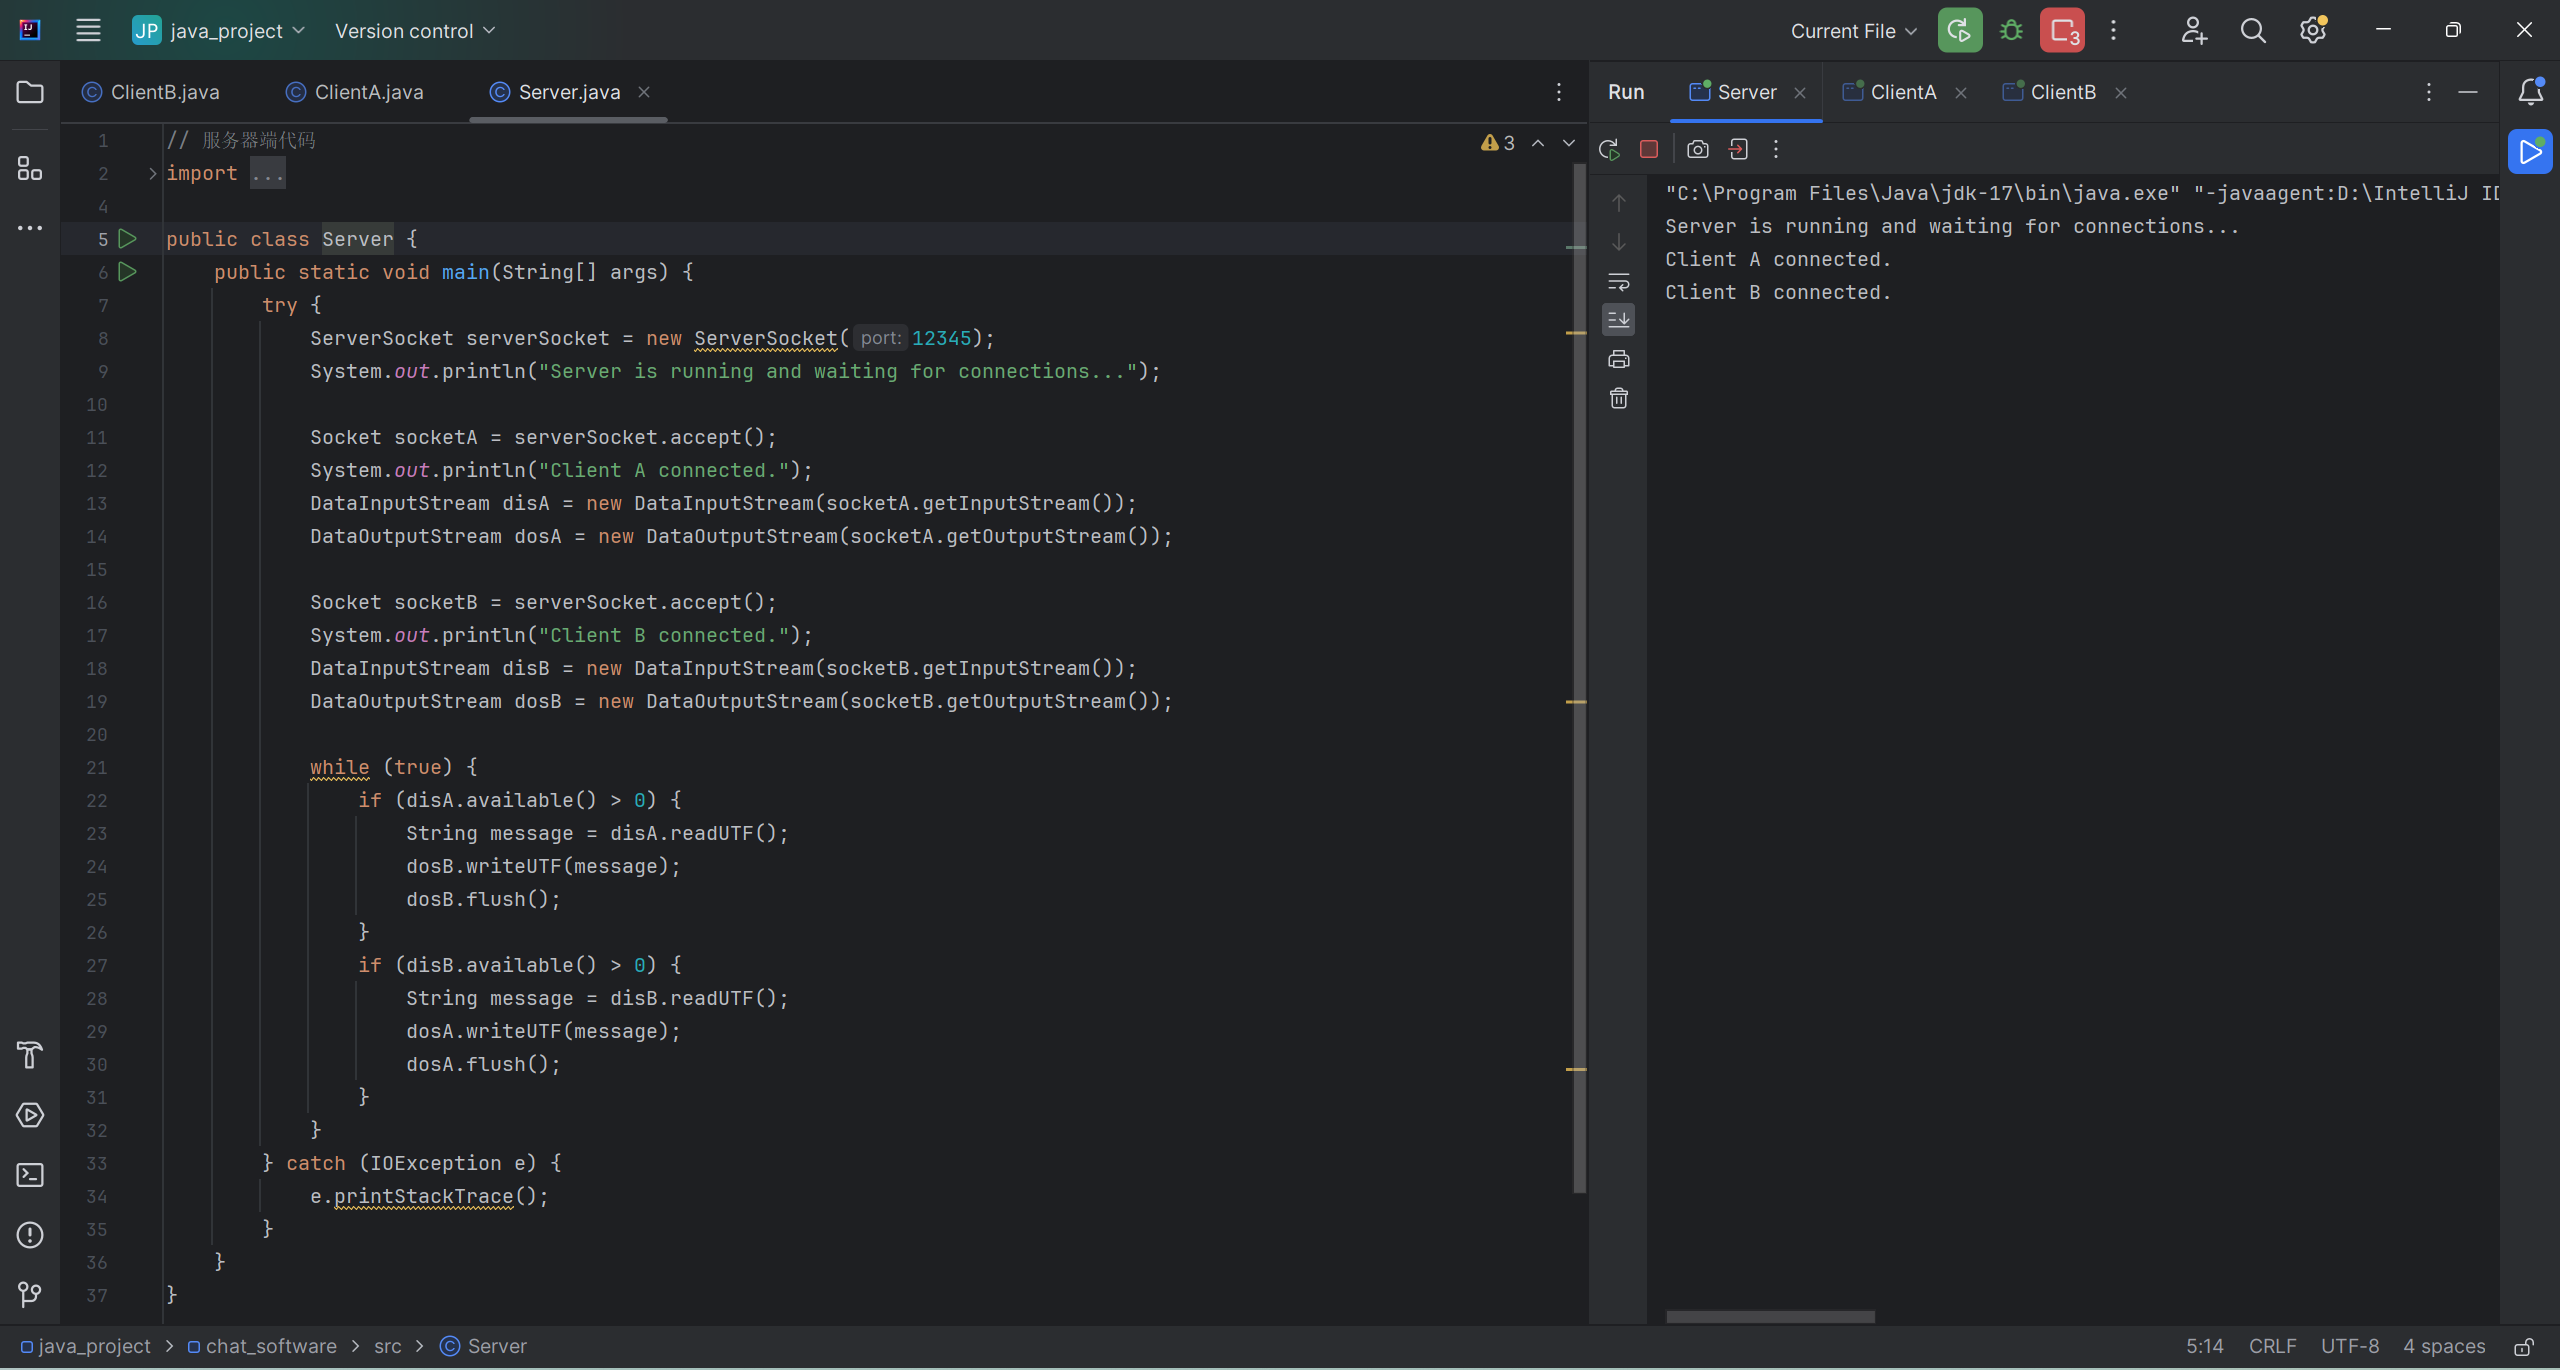 JP java_project
Version control
Current File
3
ClientB.java
ClientA.java
Server.java
Run
Server
ClientA
ClientB
3
1 // 服务器端代码
2 import ...
4
5 public class Server {
6 public static void main(String[] args) {
7 try {
8 ServerSocket serverSocket = new ServerSocket( port: 12345);
9 System.out.println("Server is running and waiting for connections...");
10
11 Socket socketA = serverSocket.accept();
12 System.out.println("Client A connected.");
13 DataInputStream disA = new DataInputStream(socketA.getInputStream());
14 DataOutputStream dosA = new DataOutputStream(socketA.getOutputStream());
15
16 Socket socketB = serverSocket.accept();
17 System.out.println("Client B connected.");
18 DataInputStream disB = new DataInputStream(socketB.getInputStream());
19 DataOutputStream dosB = new DataOutputStream(socketB.getOutputStream());
20
21 while (true) {
22 if (disA.available() > 0) {
23 String message = disA.readUTF();
24 dosB.writeUTF(message);
25 dosB.flush();
26 }
27 if (disB.available() > 0) {
28 String message = disB.readUTF();
29 dosA.writeUTF(message);
30 dosA.flush();
31 }
32 }
33 } catch (IOException e) {
34 e.printStackTrace();
35 }
36 }
37 }
"C:\Program Files\Java\jdk-17\bin\java.exe" "-javaagent:D:\IntelliJ ID
Server is running and waiting for connections...
Client A connected.
Client B connected.
java_project > chat_software > src > Server
5:14 CRLF UTF-8 4 spaces